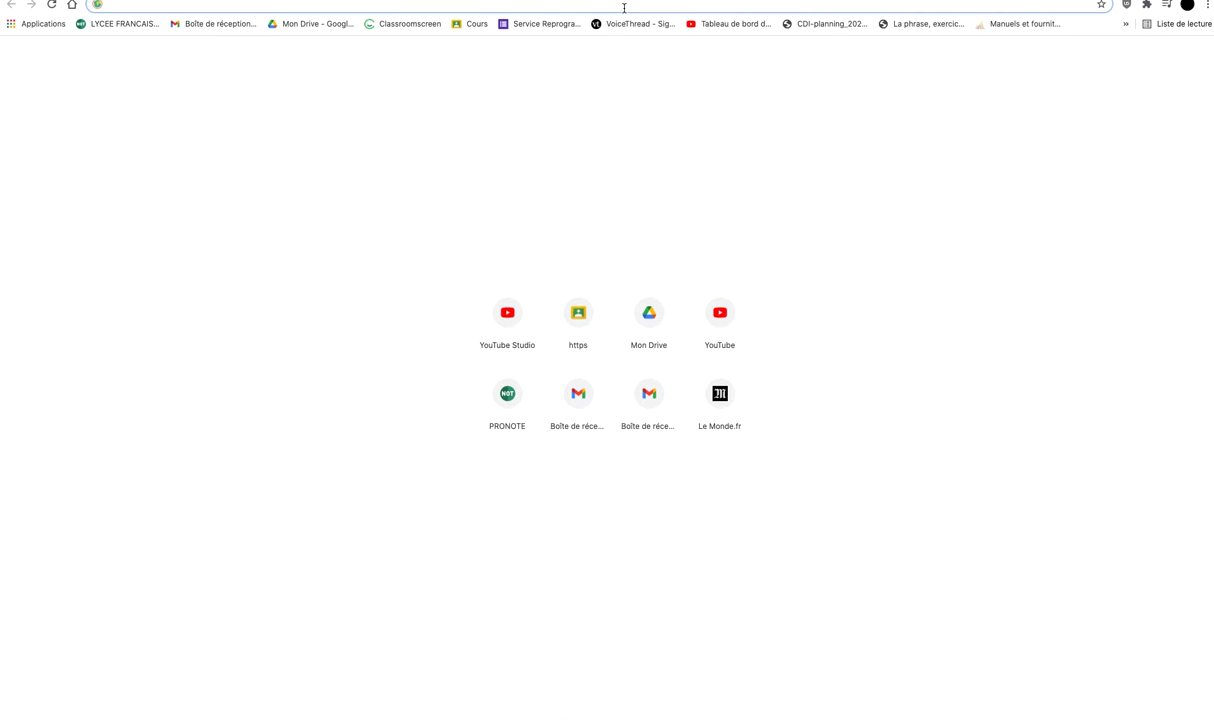 Applications LYCEE FRANCAIS... Boîte de réception... Mon Drive - Googl... Classroomscreen Cours Service Reprogra... VoiceThread - Sig... Tableau de bord d... CDI-planning_202... La phrase, exercic... Manuels et fournit... » Liste de lecture
YouTube Studio https Mon Drive YouTube
PRONOTE Boîte de réce... Boîte de réce... Le Monde.fr